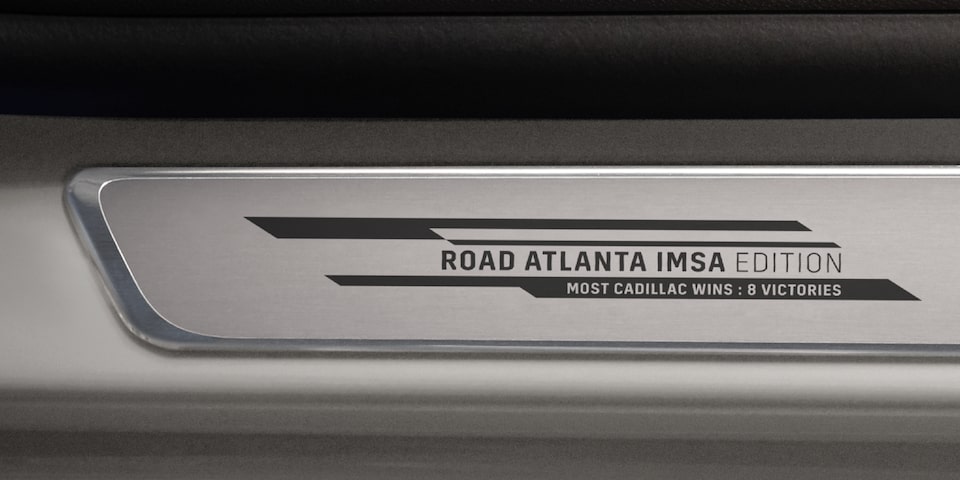 ROAD ATLANTA IMSA EDITION
MOST CADILLAC WINS : 8 VICTORIES